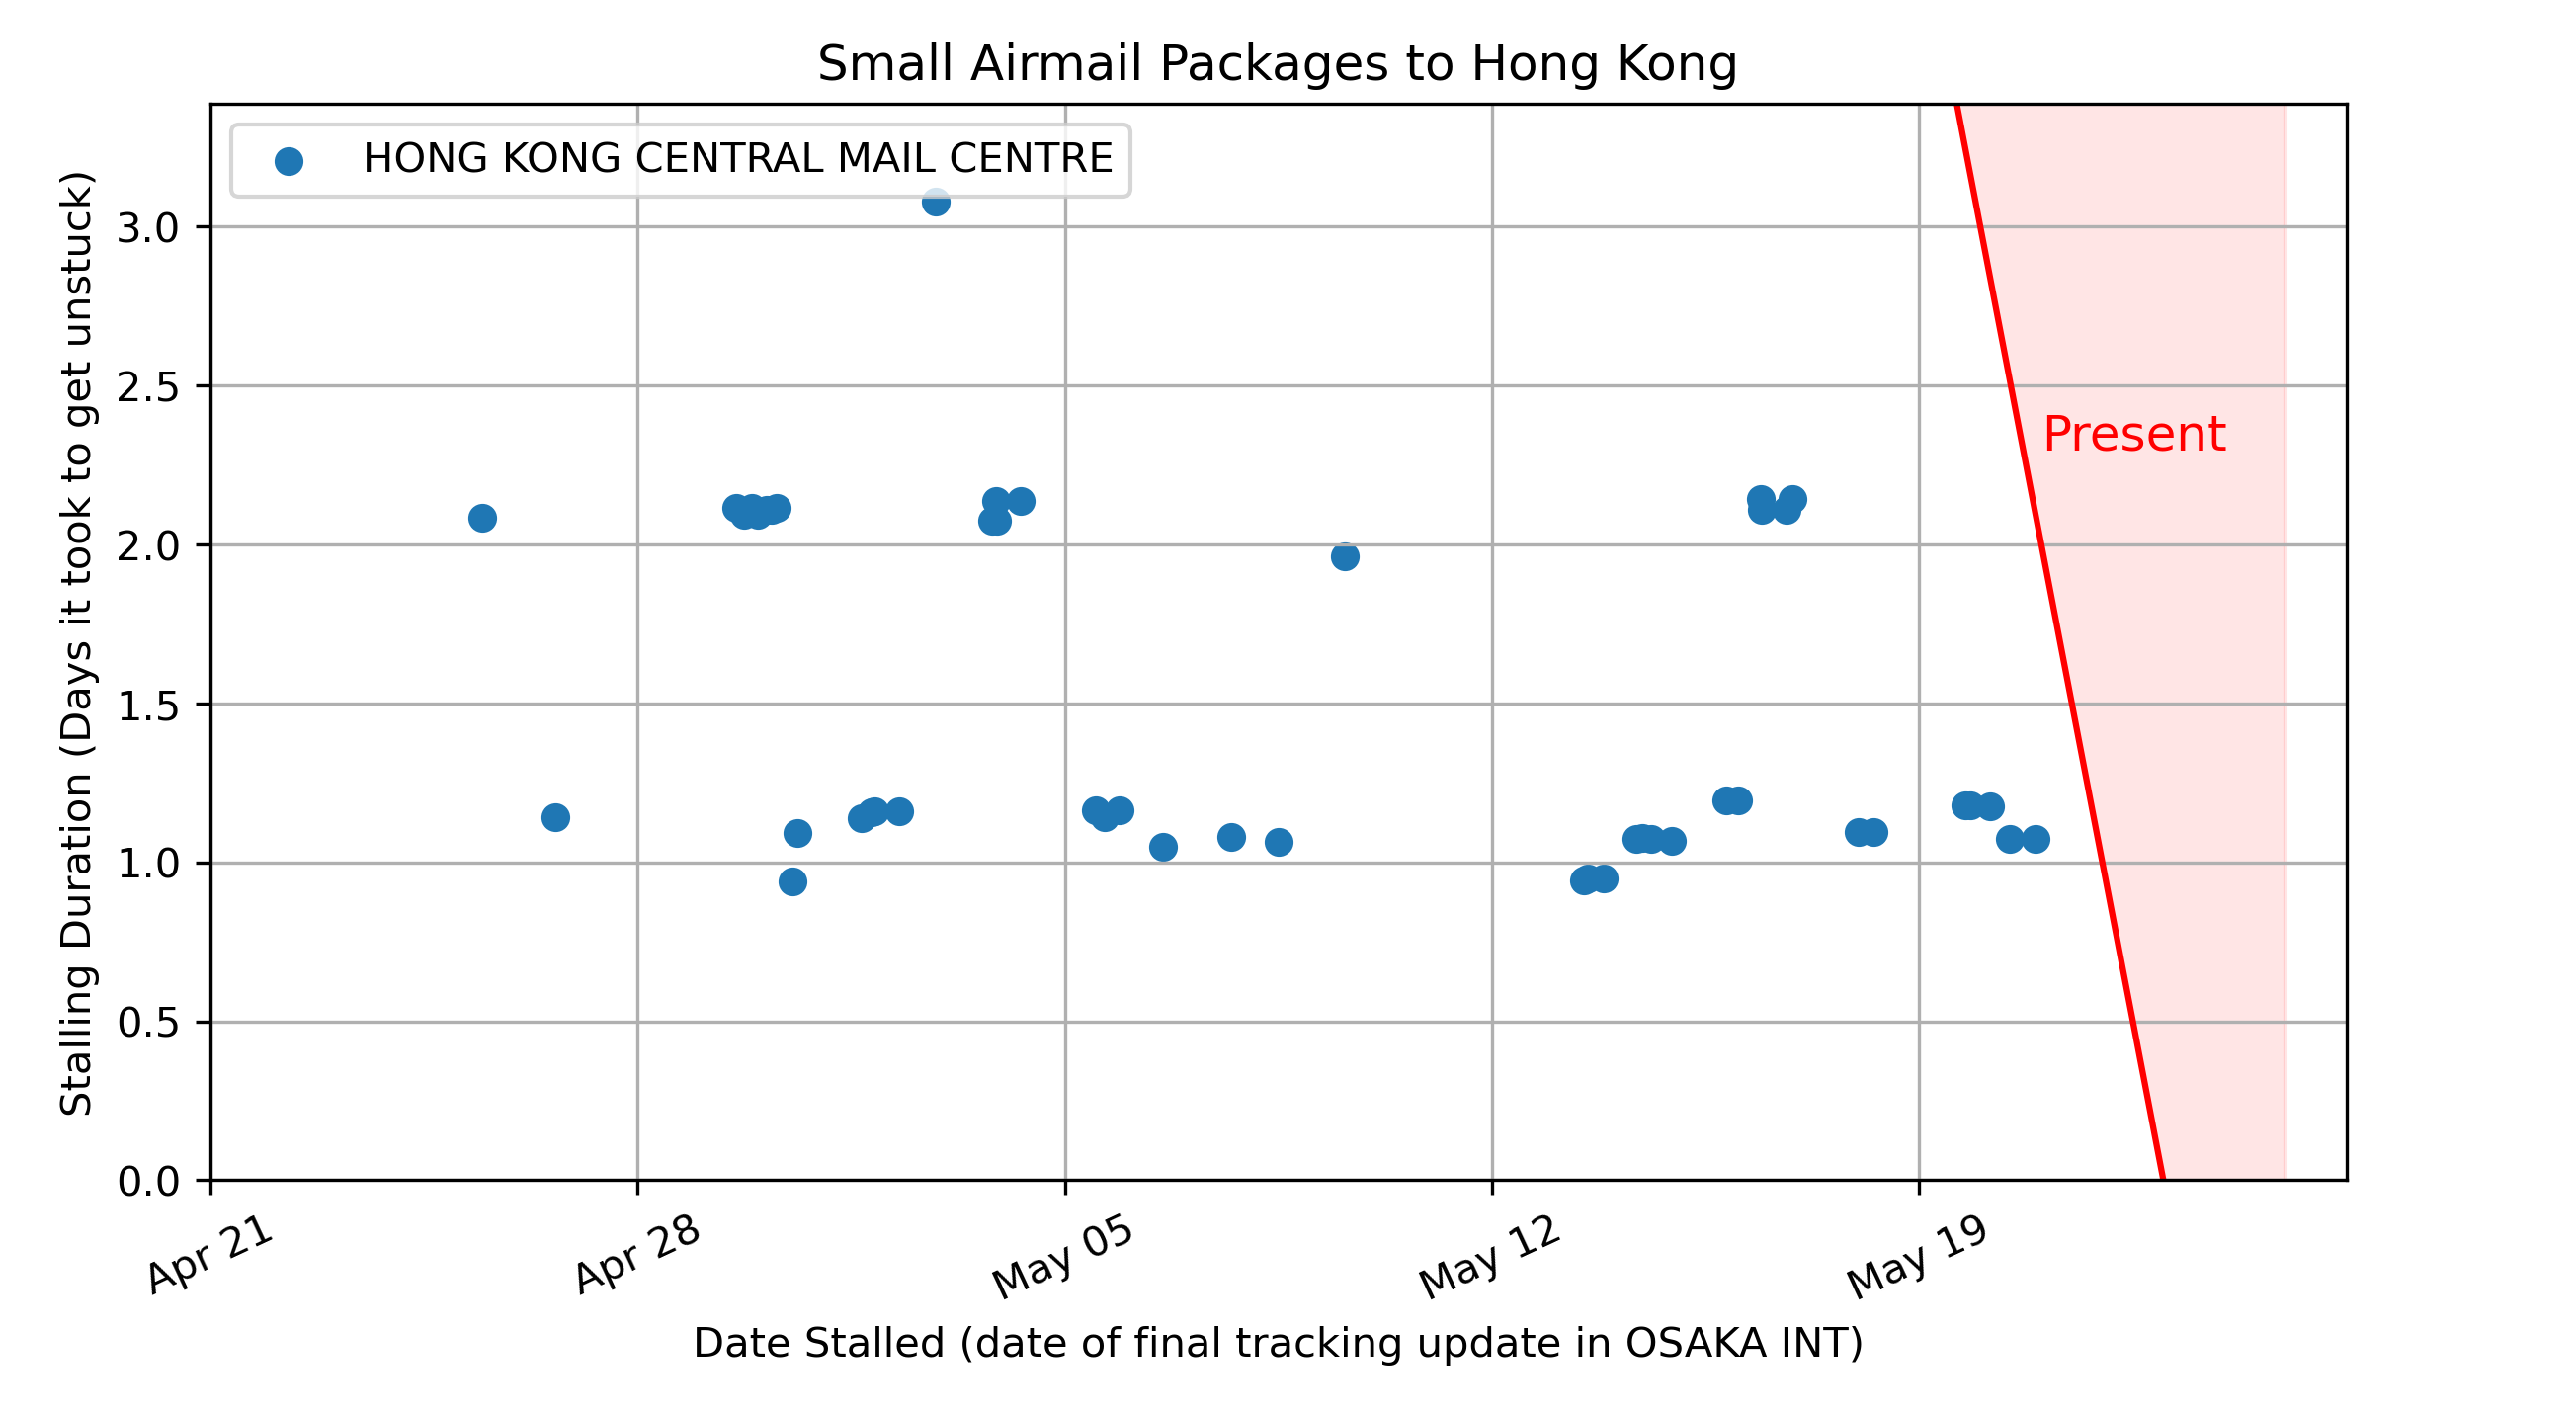 Small Airmail Packages to Hong Kong
HONG KONG CENTRAL MAIL CENTRE
Stalling Duration (Days it took to get unstuck)
3.0
2.5
2.0
1.5
1.0
0.5
0.0
Present
Apr 21
Apr 28
May 05
May 12
May 19
Date Stalled (date of final tracking update in OSAKA INT)